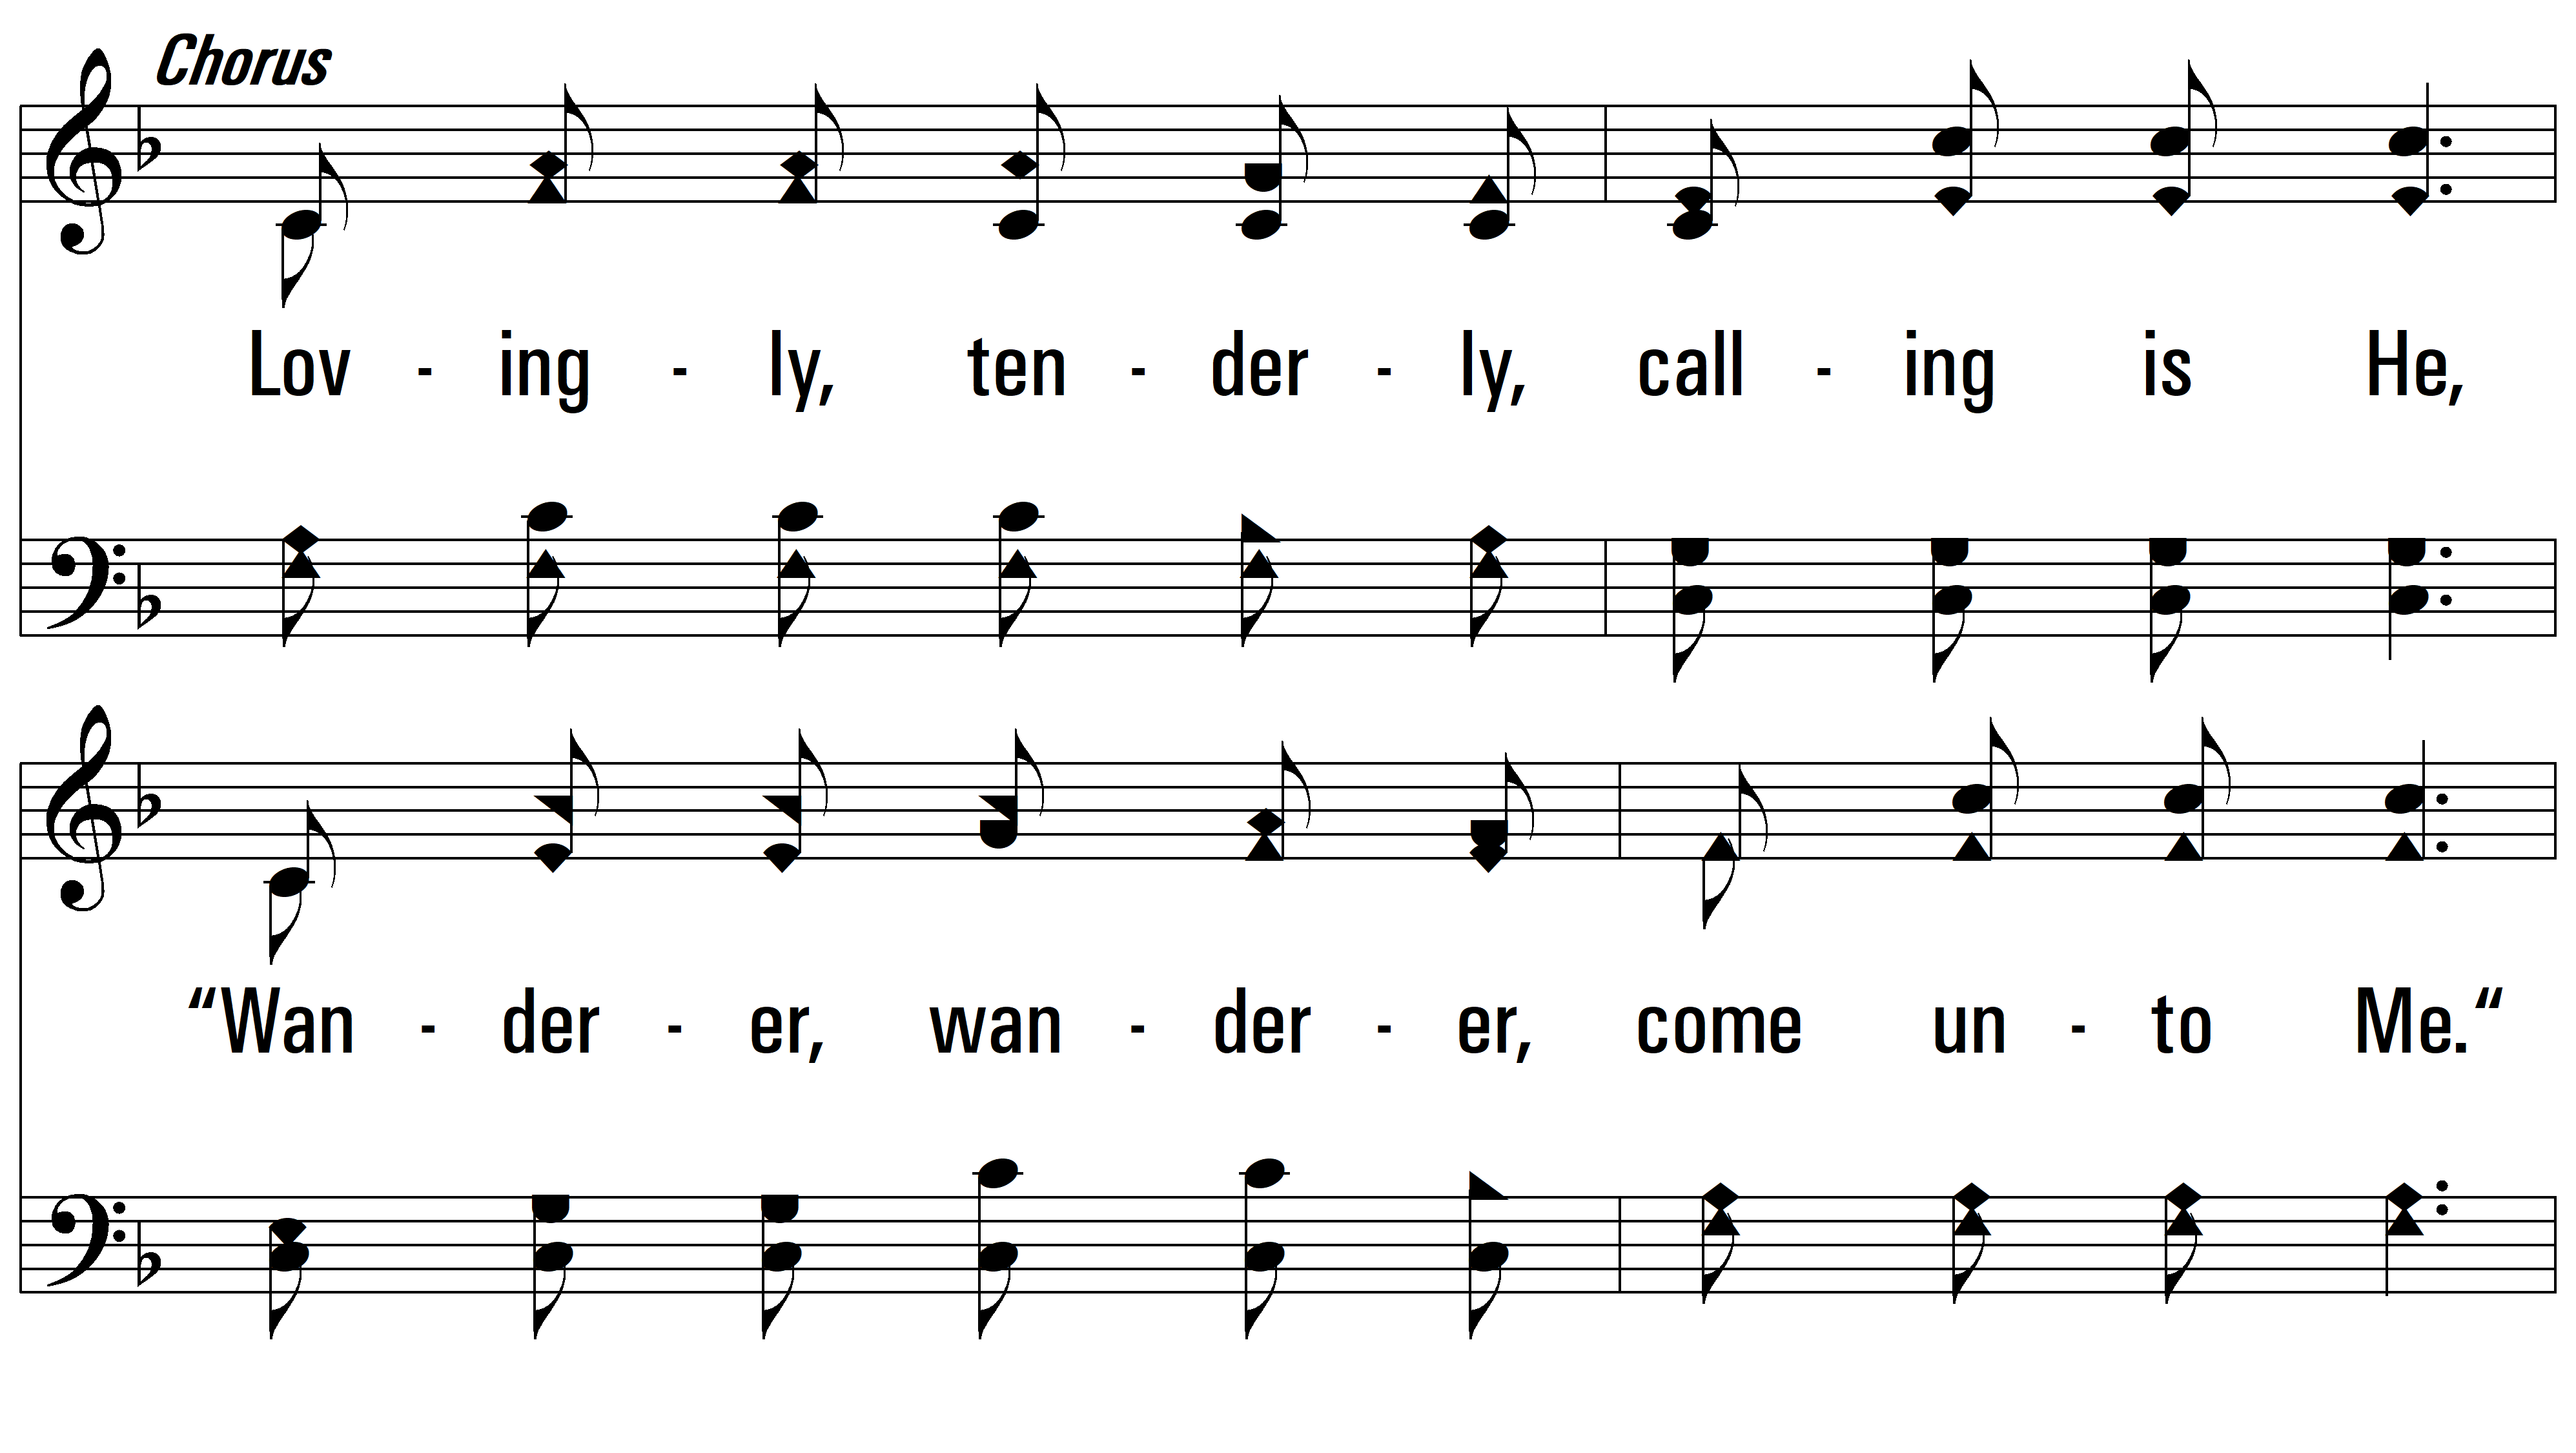 Chorus
Lov - ing - ly, ten - der - ly, call - ing is He,
“Wan - der - er, wan - der - er, come un - to Me.“